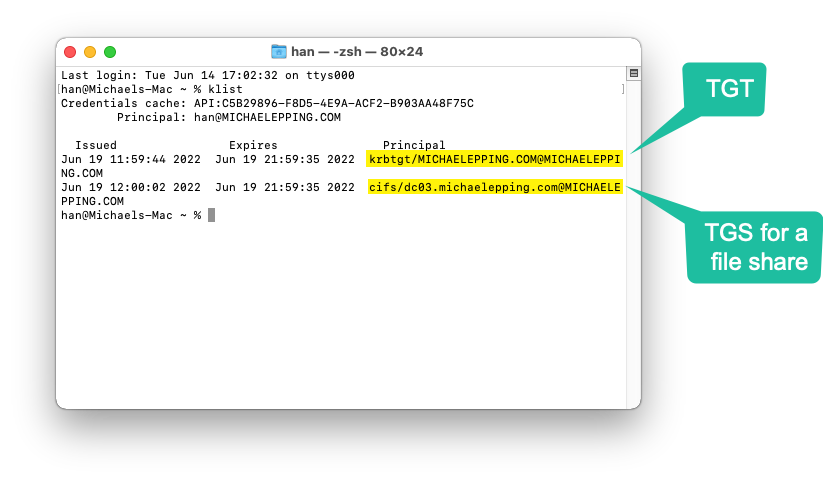 han — -zsh — 80×24
Last login: Tue Jun 14 17:02:32 on ttys000
[han@Michaels-Mac ~ % klist ]
Credentials cache: API:C5B29896-F8D5-4E9A-ACF2-B903AA48F75C
Principal: han@MICHAELEPPING.COM
Issued Expires Principal
Jun 19 11:59:44 2022 Jun 19 21:59:35 2022 krbtgt/MICHAELEPPING.COM@MICHAELEPPI
NG.COM
Jun 19 12:00:02 2022 Jun 19 21:59:35 2022 cifs/dc03.michaelepping.com@MICHAELE
PPING.COM
han@Michaels-Mac ~ %
TGT
TGS for a
file share